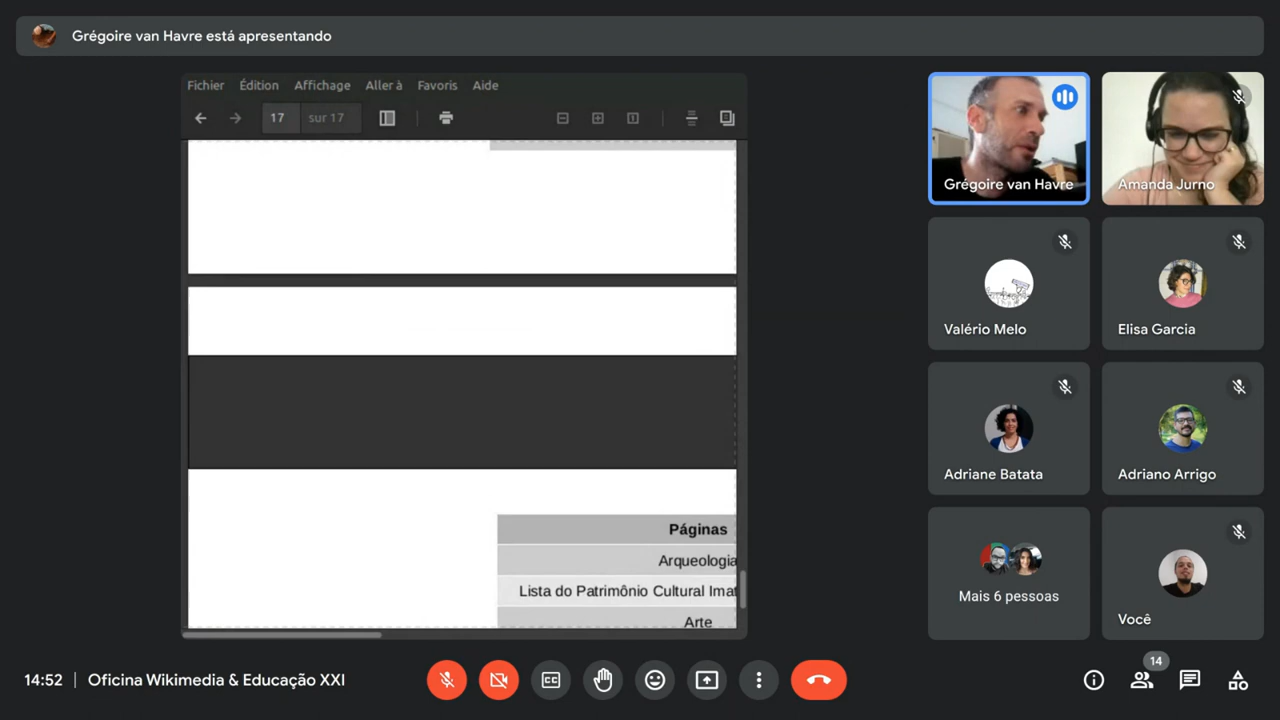 Grégoire van Havre está apresentando
Fichier Édition Affichage Aller à Favoris Aide
17 sur 17
Páginas
Arqueologia
Lista do Patrimônio Cultural Imat
Arte
Grégoire van Havre
Amanda Jurno
Valério Melo
Elisa Garcia
Adriane Batata
Adriano Arrigo
Mais 6 pessoas
Você
14:52 | Oficina Wikimedia & Educação XXI
CC
14